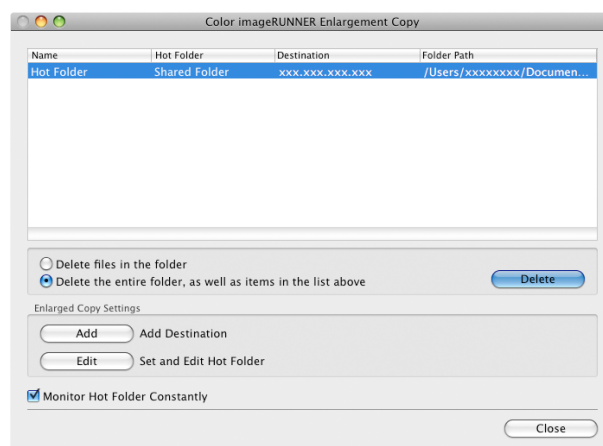 Color imageRUNNER Enlargement Copy
Name Hot Folder Destination Folder Path
Hot Folder Shared Folder xxx.xxx.xxx.xxx /Users/xxxxxxxx/Documen...
Delete files in the folder
Delete the entire folder, as well as items in the list above Delete
Enlarged Copy Settings
Add Add Destination
Edit Set and Edit Hot Folder
Monitor Hot Folder Constantly
Close